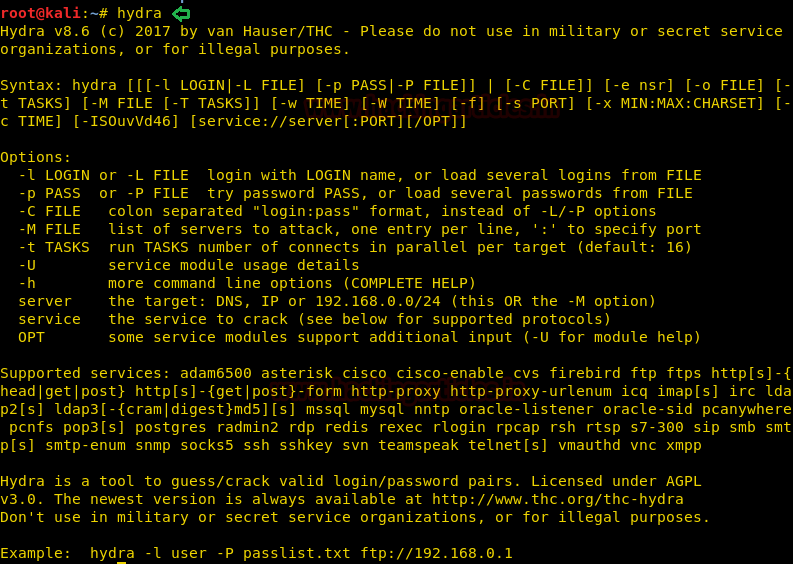 root@kali:~# hydra
Hydra v8.6 (c) 2017 by van Hauser/THC - Please do not use in military or secret service
organizations, or for illegal purposes.
Syntax: hydra [[[-l LOGIN|-L FILE] [-p PASS|-P FILE]] | [-C FILE]] [-e nsr] [-o FILE] [-
t TASKS] [-M FILE [-T TASKS]] [-w TIME] [-W TIME] [-f] [-s PORT] [-x MIN:MAX:CHARSET] [-
c TIME] [-ISOuvVd46] [service://server[:PORT][/OPT]]
Options:
-l LOGIN or -L FILE  login with LOGIN name, or load several logins from FILE
-p PASS  or -P FILE  try password PASS, or load several passwords from FILE
-C FILE   colon separated "login:pass" format, instead of -L/-P options
-M FILE   list of servers to attack, one entry per line, ':' to specify port
-t TASKS  run TASKS number of connects in parallel per target (default: 16)
-U        service module usage details
-h        more command line options (COMPLETE HELP)
server    the target: DNS, IP or 192.168.0.0/24 (this OR the -M option)
service   the service to crack (see below for supported protocols)
OPT       some service modules support additional input (-U for module help)
Supported services: adam6500 asterisk cisco cisco-enable cvs firebird ftp ftps http[s]-{
head|get|post} http[s]-{get|post}-form http-proxy http-proxy-urlenum icq imap[s] irc lda
p2[s] ldap3[-{cram|digest}md5][s] mssql mysql nntp oracle-listener oracle-sid pcanywhere
pcnfs pop3[s] postgres radmin2 rdp redis rexec rlogin rpcap rsh rtsp s7-300 sip smb smt
p[s] smtp-enum snmp socks5 ssh sshkey svn teamspeak telnet[s] vmauthd vnc xmpp
Hydra is a tool to guess/crack valid login/password pairs. Licensed under AGPL
v3.0. The newest version is always available at http://www.thc.org/thc-hydra
Don't use in military or secret service organizations, or for illegal purposes.
Example:  hydra -l user -P passlist.txt ftp://192.168.0.1